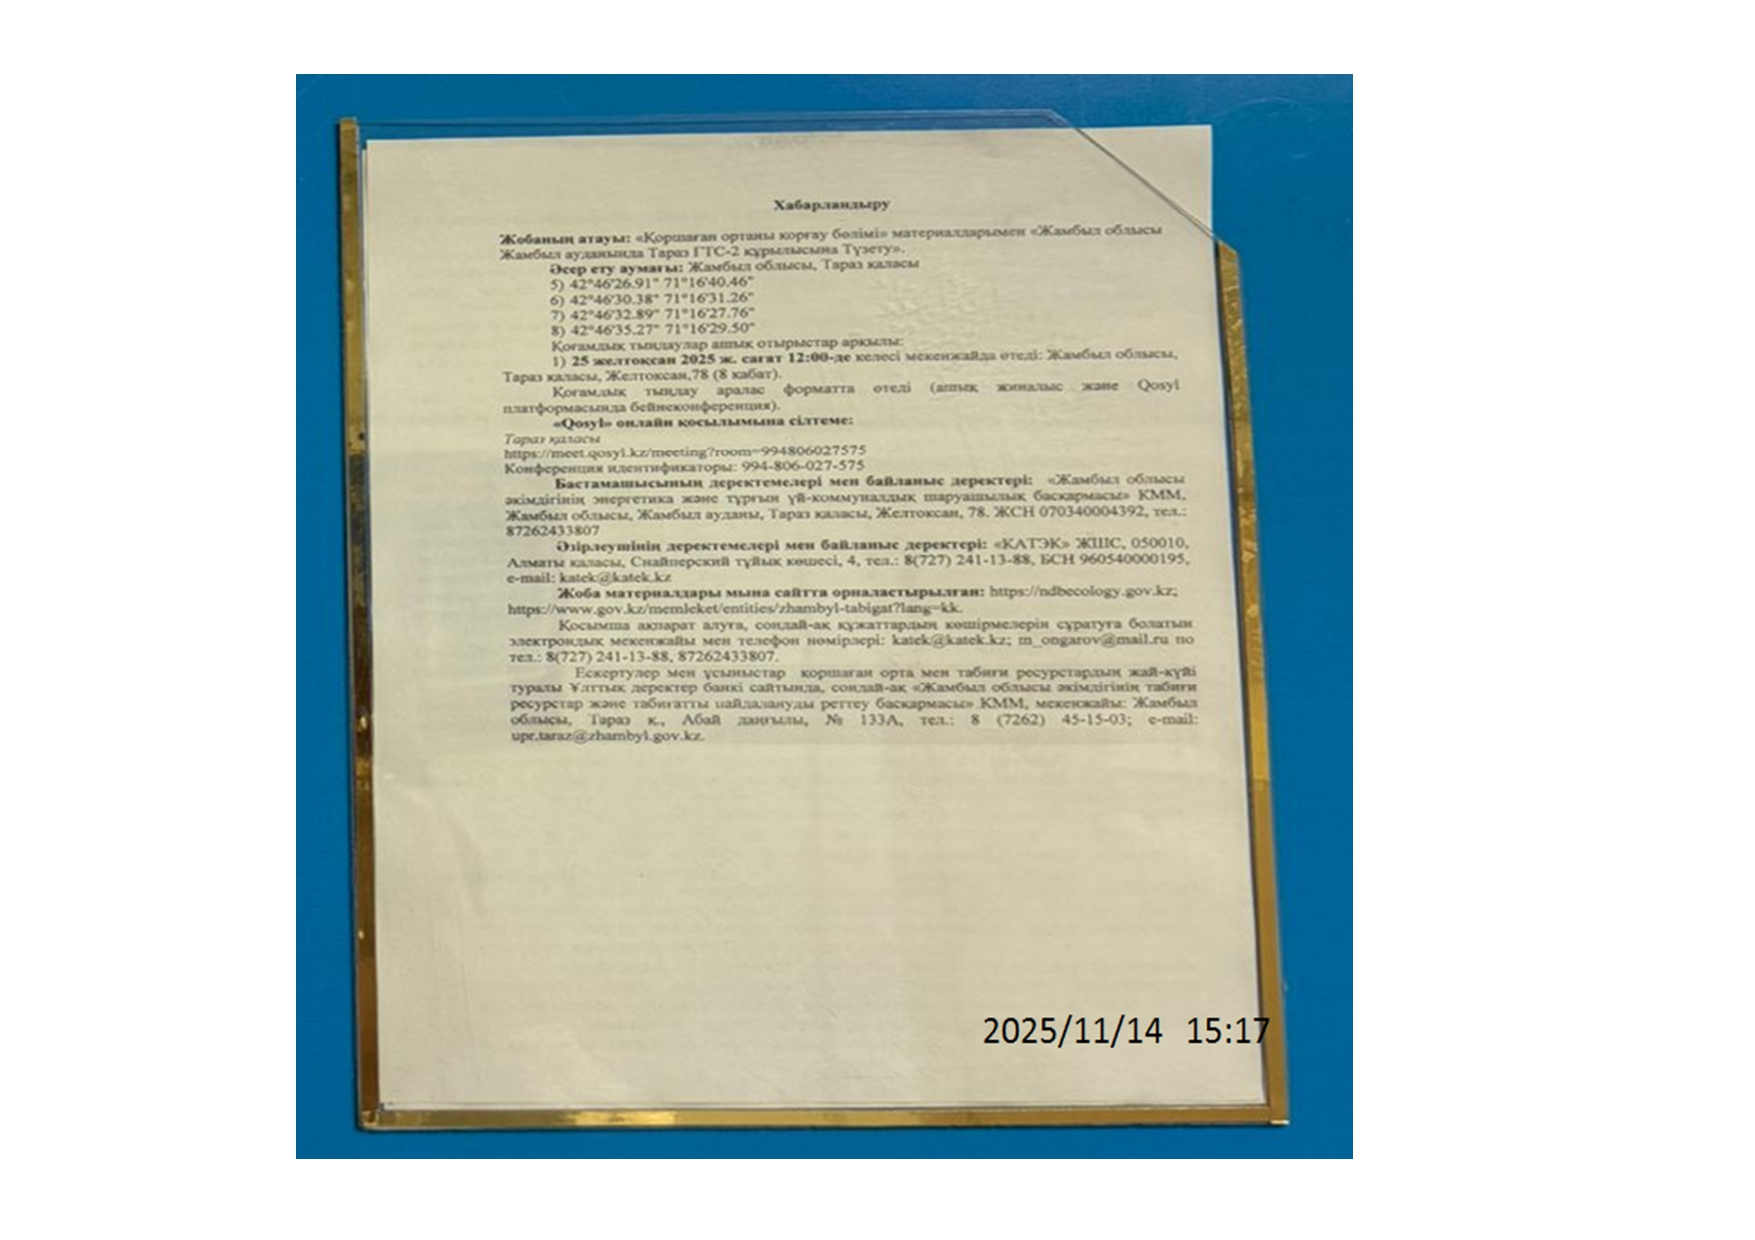 Хабарландыру
Жобаның атауы: «Қоршаған ортаны қорғау бөлімі» материалдарымен «Жамбыл облысы
Жамбыл ауданында Тараз ГТС-2 құрылысына Түзету».
Әсер ету аумағы: Жамбыл облысы, Тараз қаласы
5) 42°46'26.91" 71°16'40.46"
6) 42°46'30.38" 71°16'31.26"
7) 42°46'32.89" 71°16'27.76"
8) 42°46'35.27" 71°16'29.50"
Қоғамдық тыңдаулар ашық отырыстар арқылы:
1) 25 желтоқсан 2025 ж. сағат 12:00-де келесі мекенжайда өтеді: Жамбыл облысы,
Тараз қаласы, Желтоксан,78 (8 кабат).
Қоғамдық тыңдау аралас форматта өтеді (ашық жиналыс және Qosyl
платформасында бейнеконференция).
«Qosyl» онлайн қосылымына сілтеме:
Тараз қаласы
https://meet.qosyl.kz/meeting?room=994806027575
Конференция идентификаторы: 994-806-027-575
Бастамашысының деректемелері мен байланыс деректері: «Жамбыл облысы
әкімдігінің энергетика және тұрғын үй-коммуналдық шаруашылық басқармасы» КММ,
Жамбыл облысы, Жамбыл ауданы, Тараз қаласы, Желтоксан, 78. ЖСН 070340004392, тел.:
87262433807
Әзірлеушінің деректемелері мен байланыс деректері: «КАТЭК» ЖШС, 050010,
Алматы қаласы, Снайперский тұйық көшесі, 4, тел.: 8(727) 241-13-88, БСН 960540000195,
e-mail: katek@katek.kz
Жоба материалдары мына сайтта орналастырылған: https://ndbecology.gov.kz;
https://www.gov.kz/memleket/entities/zhambyl-tabigat?lang=kk.
Қосымша ақпарат алуға, сондай-ақ құжаттардың көшірмелерін сұратуға болатын
электрондық мекенжайы мен телефон нөмірлері: katek@katek.kz; m_ongarov@mail.ru по
тел.: 8(727) 241-13-88, 87262433807.
Ескертулер мен ұсыныстар қоршаған орта мен табиғи ресурстардың жай-күйі
туралы Ұлттық деректер банкі сайтында, сондай-ақ «Жамбыл облысы әкімдігінің табиғи
ресурстар және табиғатты пайдалануды реттеу басқармасы» КММ, мекенжайы: Жамбыл
облысы, Тараз қ., Абай даңғылы, № 133А, тел.: 8 (7262) 45-15-03; e-mail:
upr.taraz@zhambyl.gov.kz.
2025/11/14 15:17